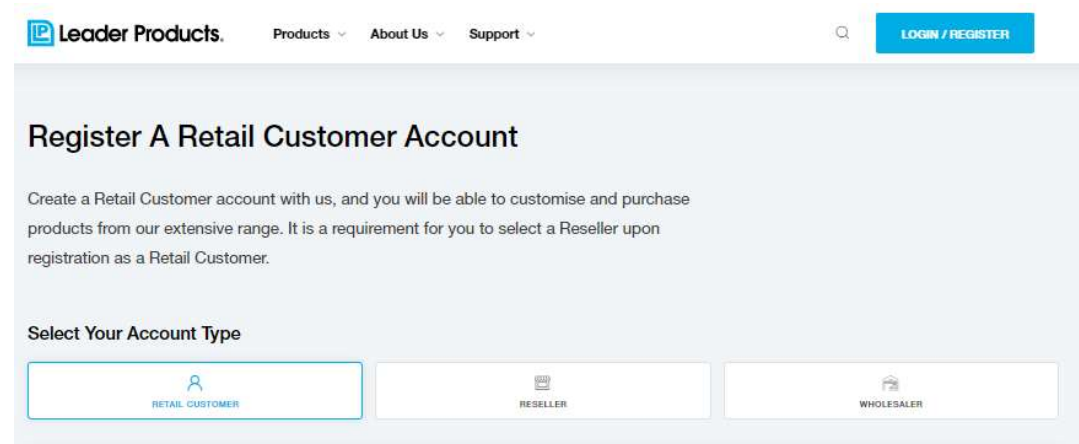 LP Leader Products.
Products About Us Support
LOGIN / REGISTER
Register A Retail Customer Account
Create a Retail Customer account with us, and you will be able to customise and purchase
products from our extensive range. It is a requirement for you to select a Reseller upon
registration as a Retail Customer.
Select Your Account Type
RETAIL CUSTOMER
RESELLER
WHOLESALER